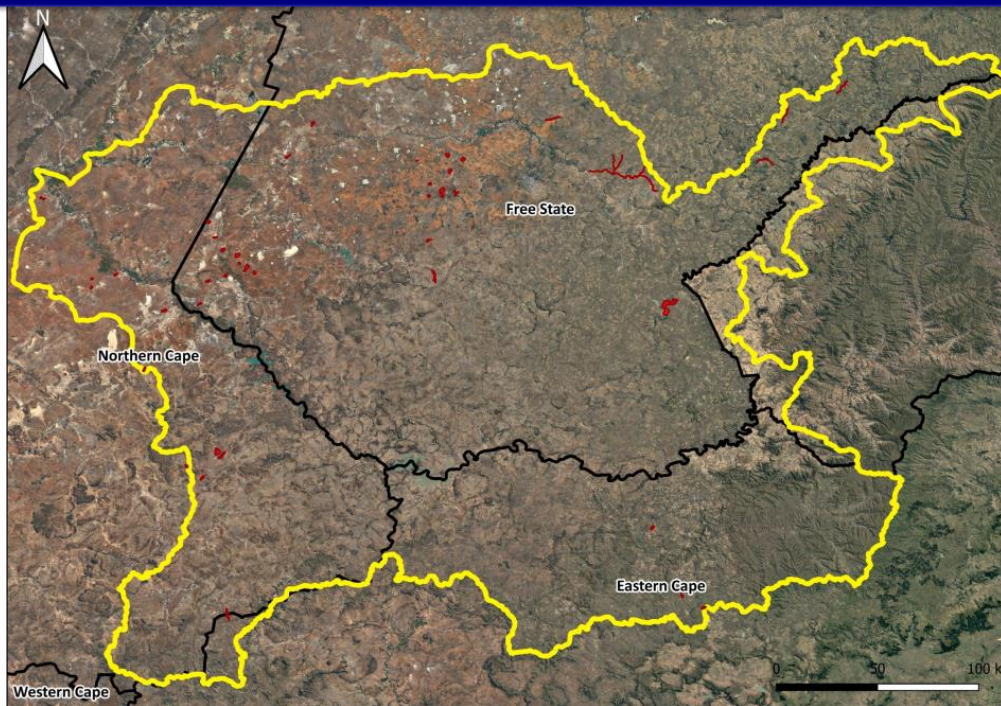 N
Free State
Northern Cape
Eastern Cape
Western Cape
0 50 100 k